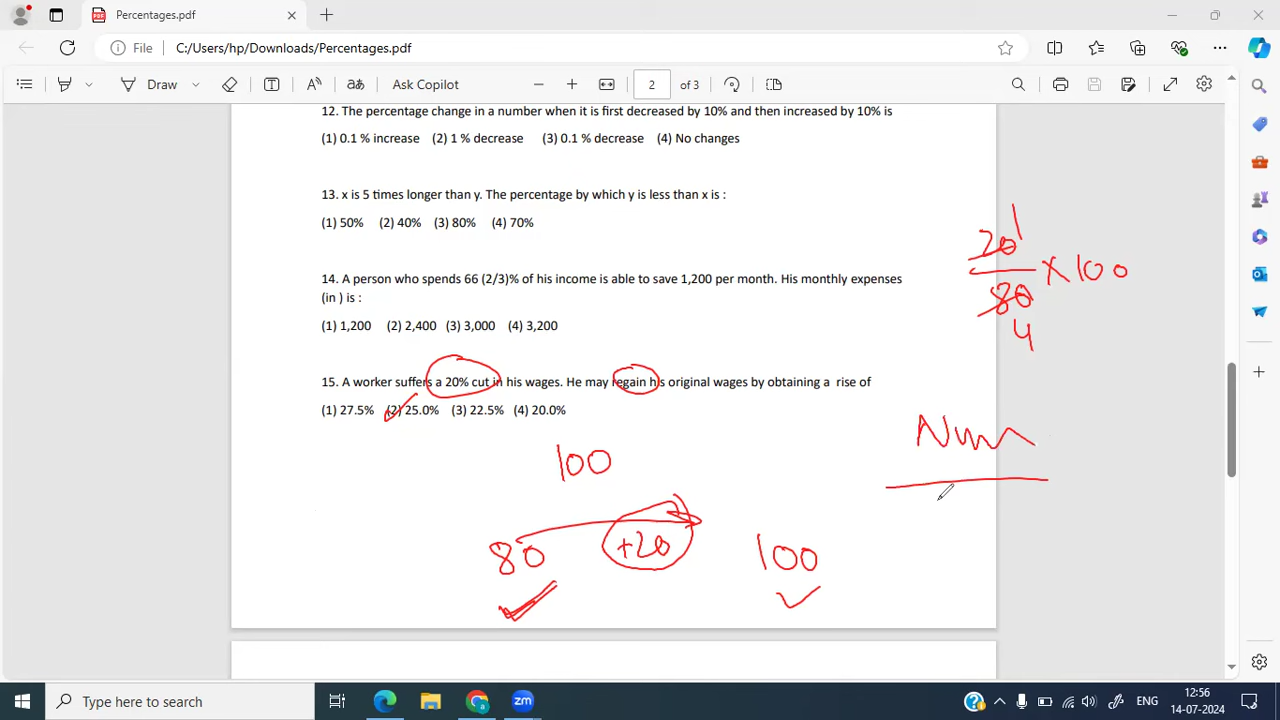 Percentages.pdf
File C:/Users/hp/Downloads/Percentages.pdf
Draw aあ Ask Copilot 2 of 3
12. The percentage change in a number when it is first decreased by 10% and then increased by 10% is
(1) 0.1 % increase (2) 1 % decrease (3) 0.1 % decrease (4) No changes
13. x is 5 times longer than y. The percentage by which y is less than x is :
(1) 50% (2) 40% (3) 80% (4) 70%
14. A person who spends 66 (2/3)% of his income is able to save 1,200 per month. His monthly expenses
(in ) is :
(1) 1,200 (2) 2,400 (3) 3,000 (4) 3,200
15. A worker suffers a 20% cut in his wages. He may regain his original wages by obtaining a rise of
(1) 27.5% (2) 25.0% (3) 22.5% (4) 20.0%
1
20
x 100
80
4
Num
100
80 +20 100
Type here to search
zm
ENG
12:56
14-07-2024